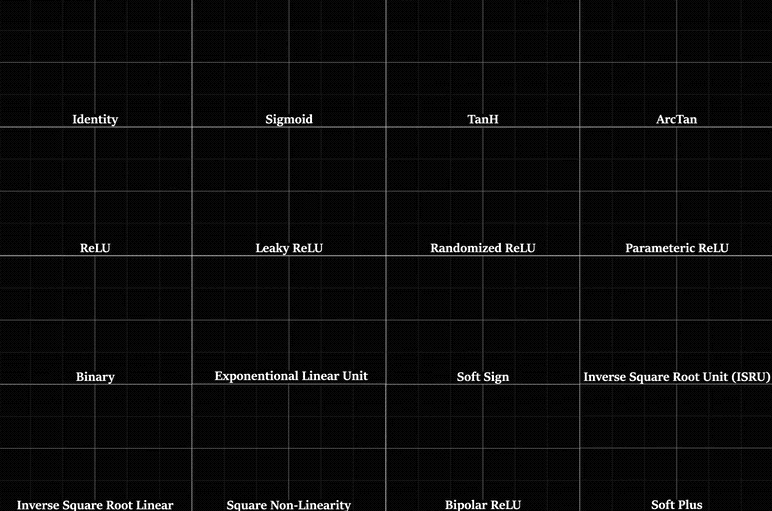 Identity
Sigmoid
TanH
ArcTan
ReLU
Leaky ReLU
Randomized ReLU
Parameteric ReLU
Binary
Exponentional Linear Unit
Soft Sign
Inverse Square Root Unit (ISRU)
Inverse Square Root Linear
Square Non-Linearity
Bipolar ReLU
Soft Plus